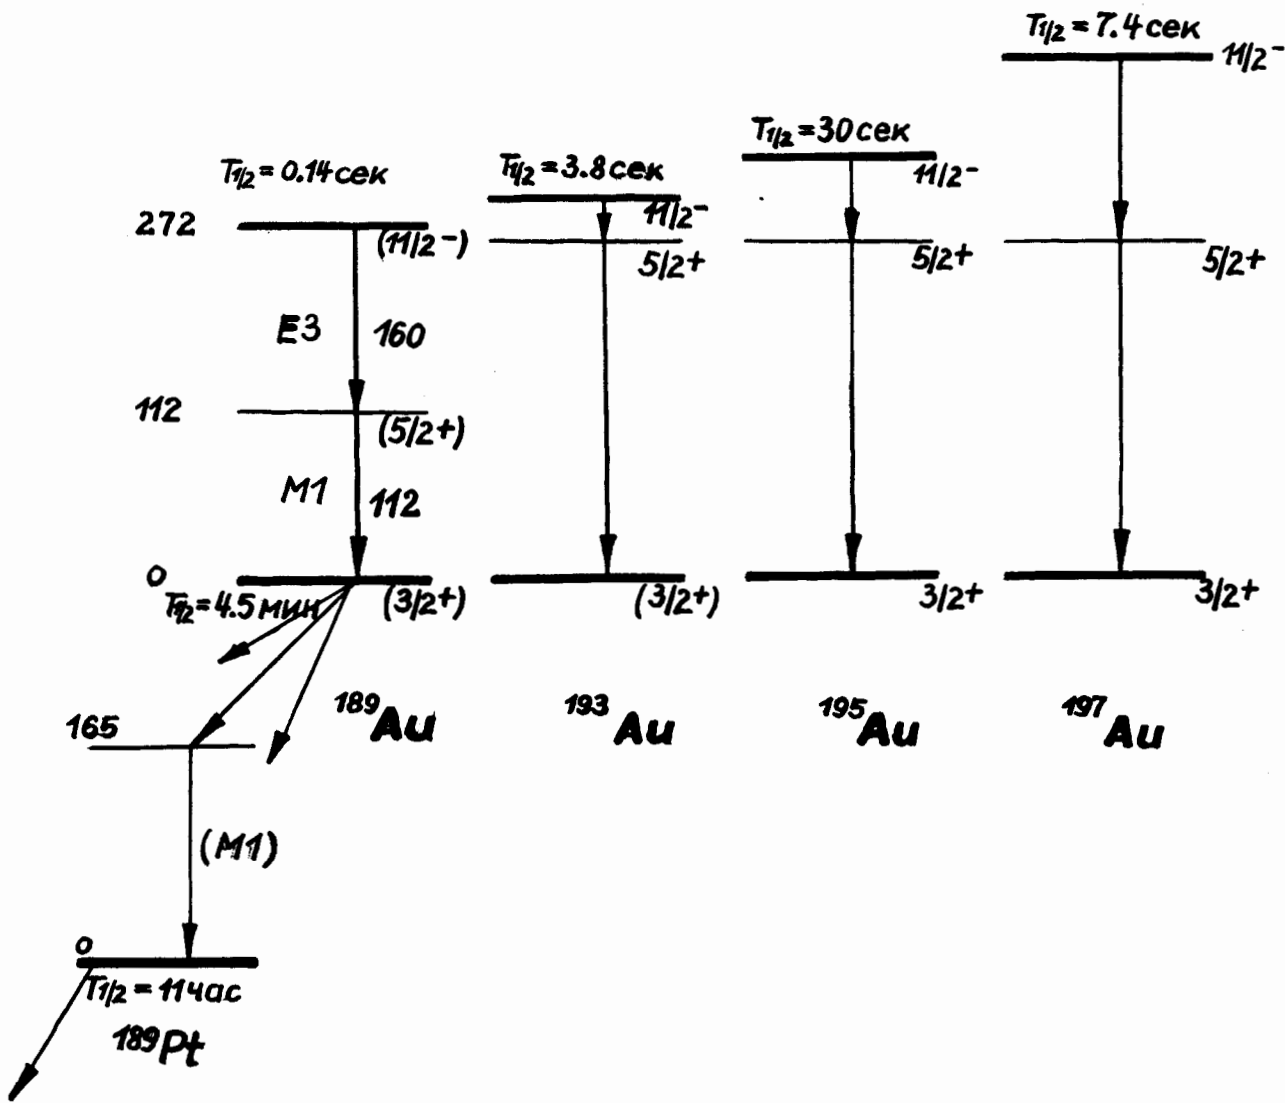 T1/2 = 7.4 сек
11/2-
T1/2 = 30 сек
11/2-
T1/2 = 3.8 сек
11/2-
T1/2 = 0.14 сек
272
(11/2-)
5/2+
5/2+
5/2+
E3
160
112
(5/2+)
M1
112
0
(3/2+)
T1/2 = 4.5 мин
(3/2+)
3/2+
3/2+
189Au
193Au
195Au
197Au
165
(M1)
0
T1/2 = 11 час
189Pt